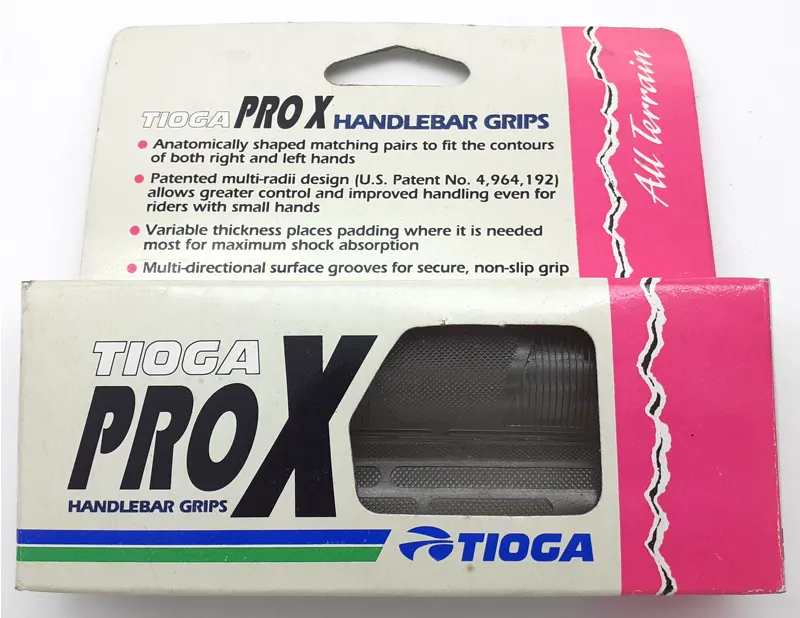 TIOGA PRO X HANDLEBAR GRIPS
• Anatomically shaped matching pairs to fit the contours
of both right and left hands
• Patented multi-radii design (U.S. Patent No. 4,964,192)
allows greater control and improved handling even for
riders with small hands
• Variable thickness places padding where it is needed
most for maximum shock absorption
• Multi-directional surface grooves for secure, non-slip grip
All Terrain
TIOGA
PRO X
HANDLEBAR GRIPS
TIOGA